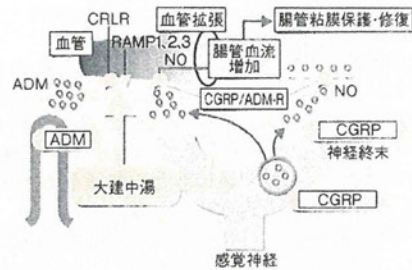 CRLR
血管拡張
腸管粘膜保護・修復
血管
RAMP1,2,3
NO
腸管血流
増加
ADM
CGRP/ADM-R
NO
ADM
CGRP
神経終末
大建中湯
CGRP
感覚神経